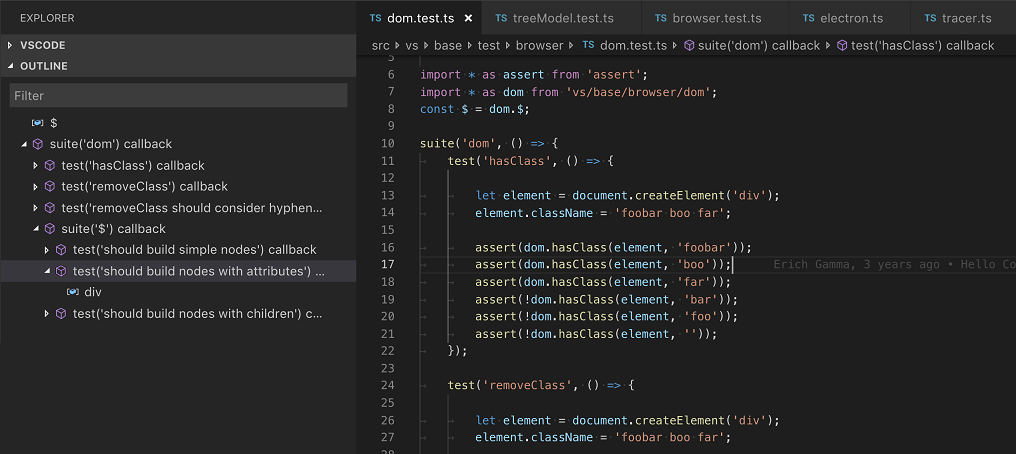 EXPLORER
VSCODE
OUTLINE
Filter
$
suite('dom') callback
test('hasClass') callback
test('removeClass') callback
test('removeClass should consider hyphen...
suite('$') callback
test('should build simple nodes') callback
test('should build nodes with attributes') ...
div
test('should build nodes with children') c...
TS dom.test.ts × TS treeModel.test.ts TS browser.test.ts TS electron.ts TS tracer.ts
src vs base test browser TS dom.test.ts suite('dom') callback test('hasClass') callback
5
6 import * as assert from 'assert';
7 import * as dom from 'vs/base/browser/dom';
8 const $ = dom.$;
9
10 suite('dom', () => {
11 test('hasClass', () => {
12
13 let element = document.createElement('div');
14 element.className = 'foobar boo far';
15
16 assert(dom.hasClass(element, 'foobar'));
17 assert(dom.hasClass(element, 'boo')); Erich Gamma, 3 years ago • Hello Co
18 assert(dom.hasClass(element, 'far'));
19 assert(!dom.hasClass(element, 'bar'));
20 assert(!dom.hasClass(element, 'foo'));
21 assert(!dom.hasClass(element, ''));
22 });
23
24 test('removeClass', () => {
25
26 let element = document.createElement('div');
27 element.className = 'foobar boo far';